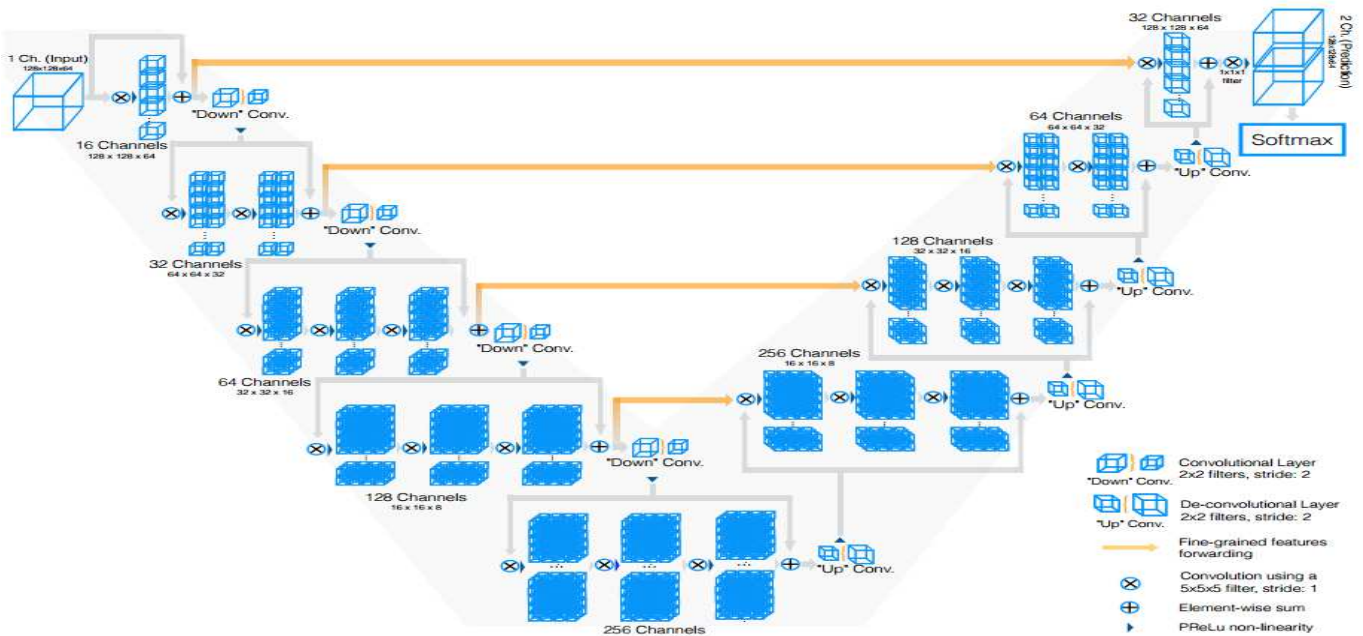 1 Ch. (Input)
128x128x64
"Down" Conv.
16 Channels
128 x 128 x 64
"Down" Conv.
32 Channels
64 x 64 x 32
"Down" Conv.
64 Channels
32 x 32 x 16
"Down" Conv.
128 Channels
16 x 16 x 8
256 Channels
"Up" Conv.
256 Channels
16 x 16 x 8
"Up" Conv.
128 Channels
32 x 32 x 16
"Up" Conv.
64 Channels
64 x 64 x 32
"Up" Conv.
32 Channels
128 x 128 x 64
1x1x1
filter
2 Ch. (Prediction)
128x128x64
Softmax
"Down" Conv.
Convolutional Layer
2x2 filters, stride: 2
"Up" Conv.
De-convolutional Layer
2x2 filters, stride: 2
Fine-grained features
forwarding
Convolution using a
5x5x5 filter, stride: 1
Element-wise sum
PReLu non-linearity